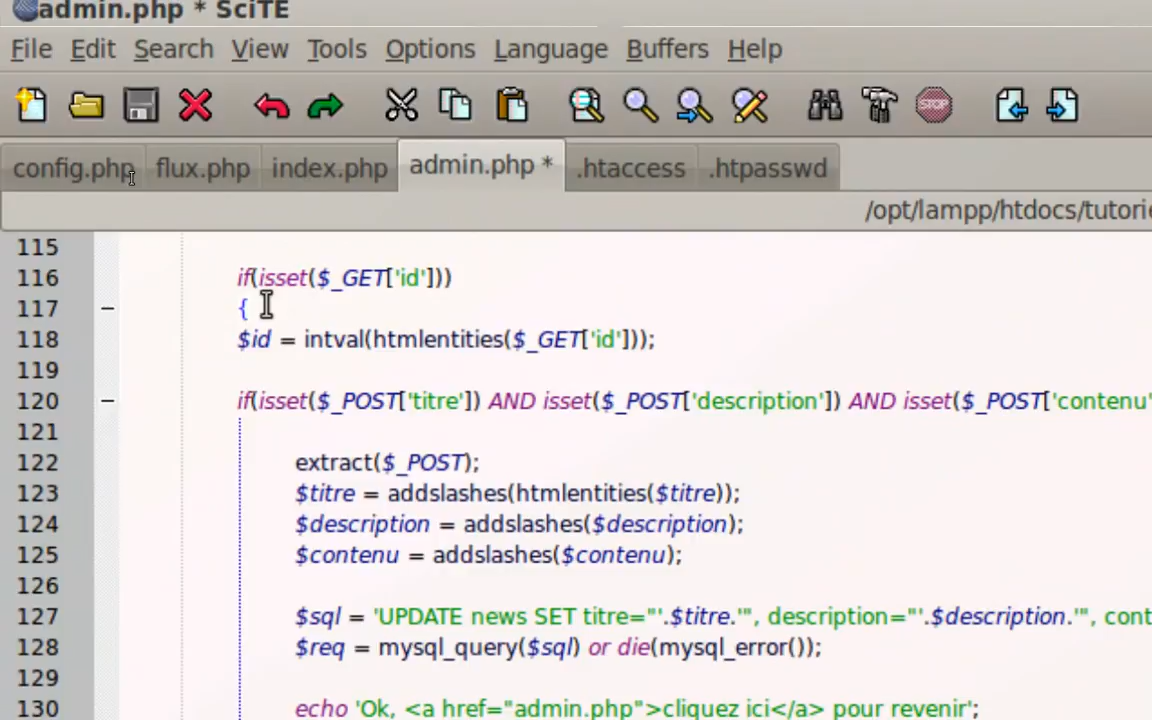 admin.php * SciTE
File Edit Search View Tools Options Language Buffers Help
STOP
config.php flux.php index.php admin.php * .htaccess .htpasswd
/opt/lampp/htdocs/tutorie
115
116 if(isset($_GET['id']))
117 {
118 $id = intval(htmlentities($_GET['id']));
119
120 if(isset($_POST['titre']) AND isset($_POST['description']) AND isset($_POST['contenu'
121
122 extract($_POST);
123 $titre = addslashes(htmlentities($titre));
124 $description = addslashes($description);
125 $contenu = addslashes($contenu);
126
127 $sql = 'UPDATE news SET titre="'.$titre.'", description="'.$description.'", cont
128 $req = mysql_query($sql) or die(mysql_error());
129
130 echo 'Ok, <a href="admin.php">cliquez ici</a> pour revenir';